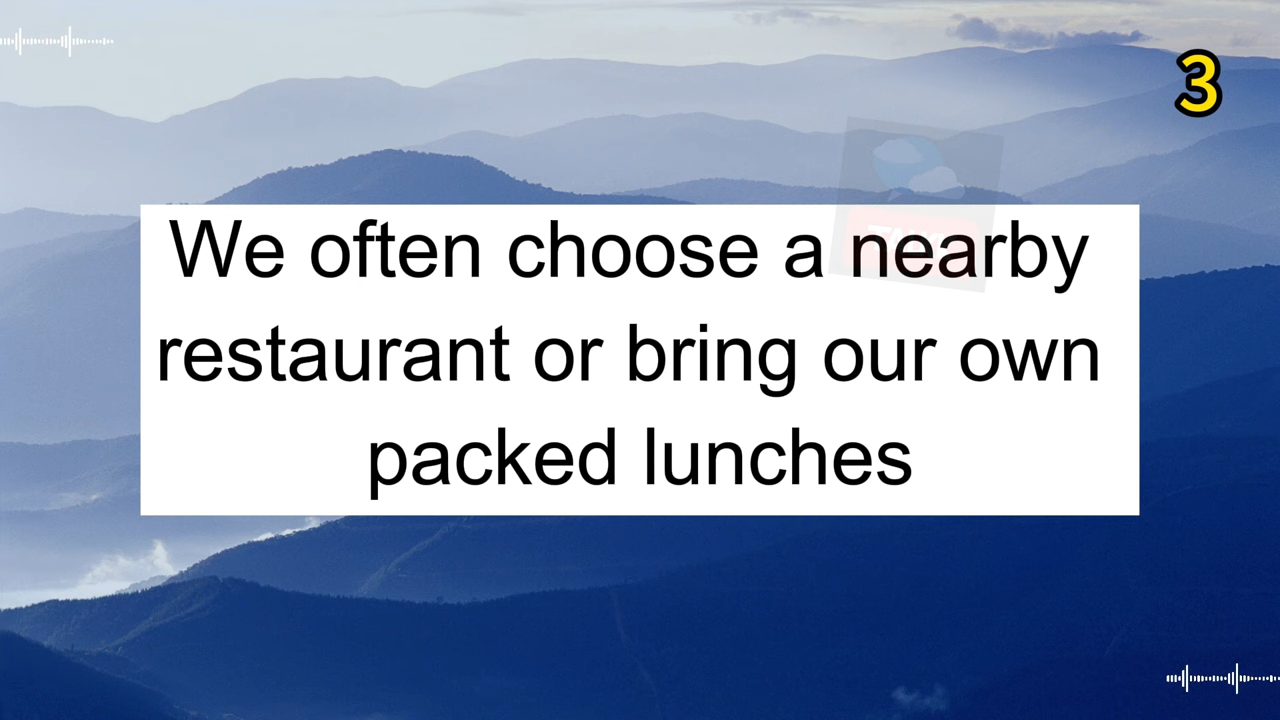 3
We often choose a nearby
restaurant or bring our own
packed lunches